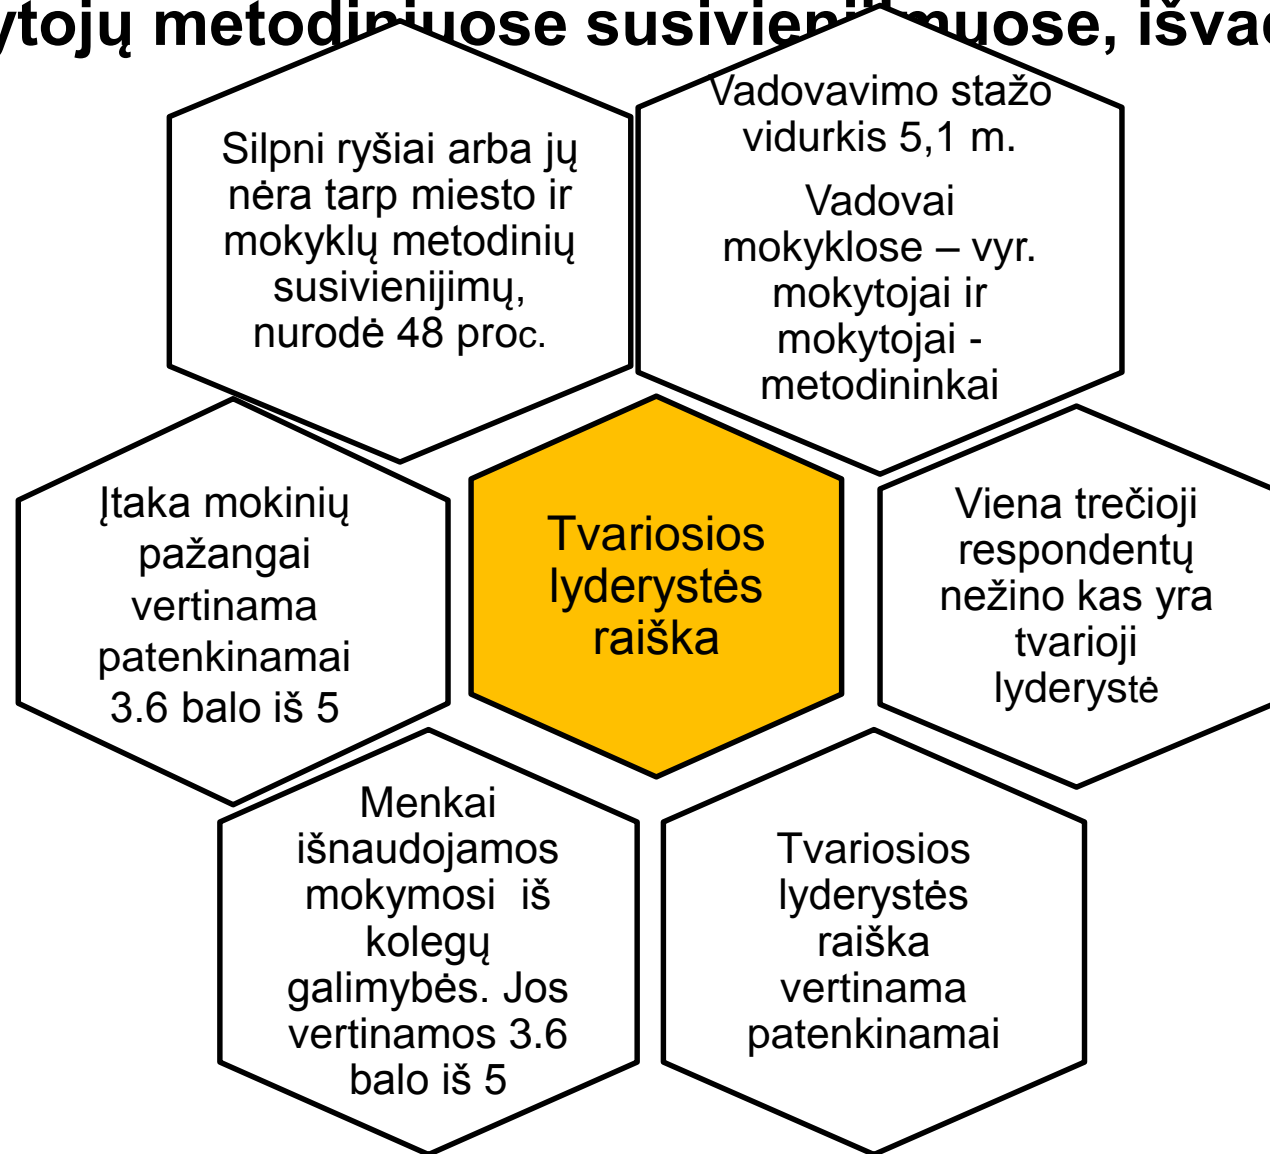 metodiniuose susivienijimuose,
Silpni ryšiai arba jų
nėra tarp miesto ir
mokyklų metodinių
susivienijimų,
nurodė 48 proc.
Vadovavimo stažo
vidurkis 5,1 m.
Vadovai
mokyklose – vyr.
mokytojai ir
mokytojai -
metodininkai
Įtaka mokinių
pažangai
vertinama
patenkinamai
3.6 balo iš 5
Tvariosios
lyderystės
raiška
Viena trečioji
respondentų
nežino kas yra
tvarioji
lyderystė
Menkai
išnaudojamos
mokymosi  iš
kolegų
galimybės. Jos
vertinamos 3.6
balo iš 5
Tvariosios
lyderystės
raiška
vertinama
patenkinamai